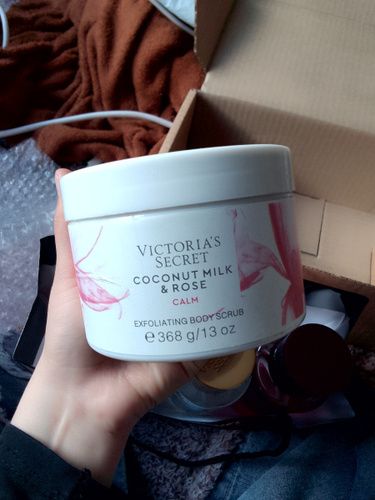 VICTORIA'S
SECRET
COCONUT MILK
& ROSE
CALM
EXFOLIATING BODY SCRUB
℮368 g/13 oz